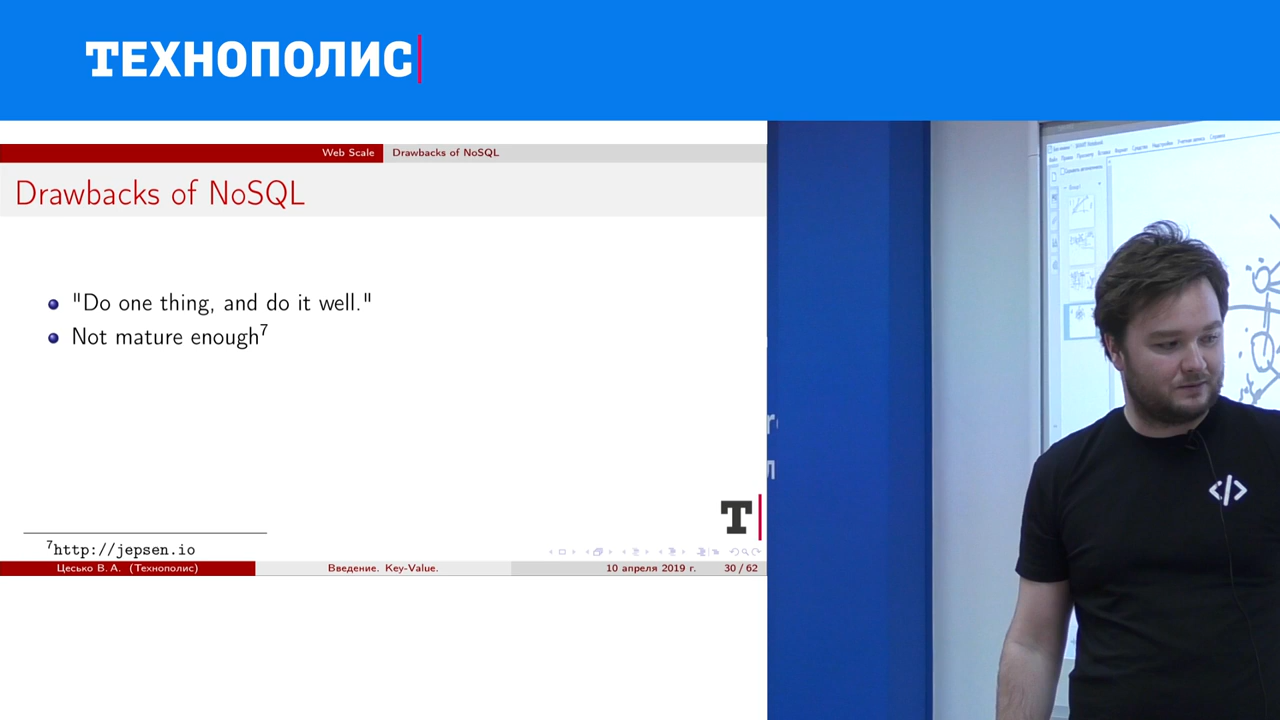 ТЕХНОПОЛИС
Web Scale
Drawbacks of NoSQL
Drawbacks of NoSQL
"Do one thing, and do it well."
Not mature enough7
7http://jepsen.io
Цесько В. А. (Технополис)
Введение. Key-Value.
10 апреля 2019 г.
30 / 62
T
</>